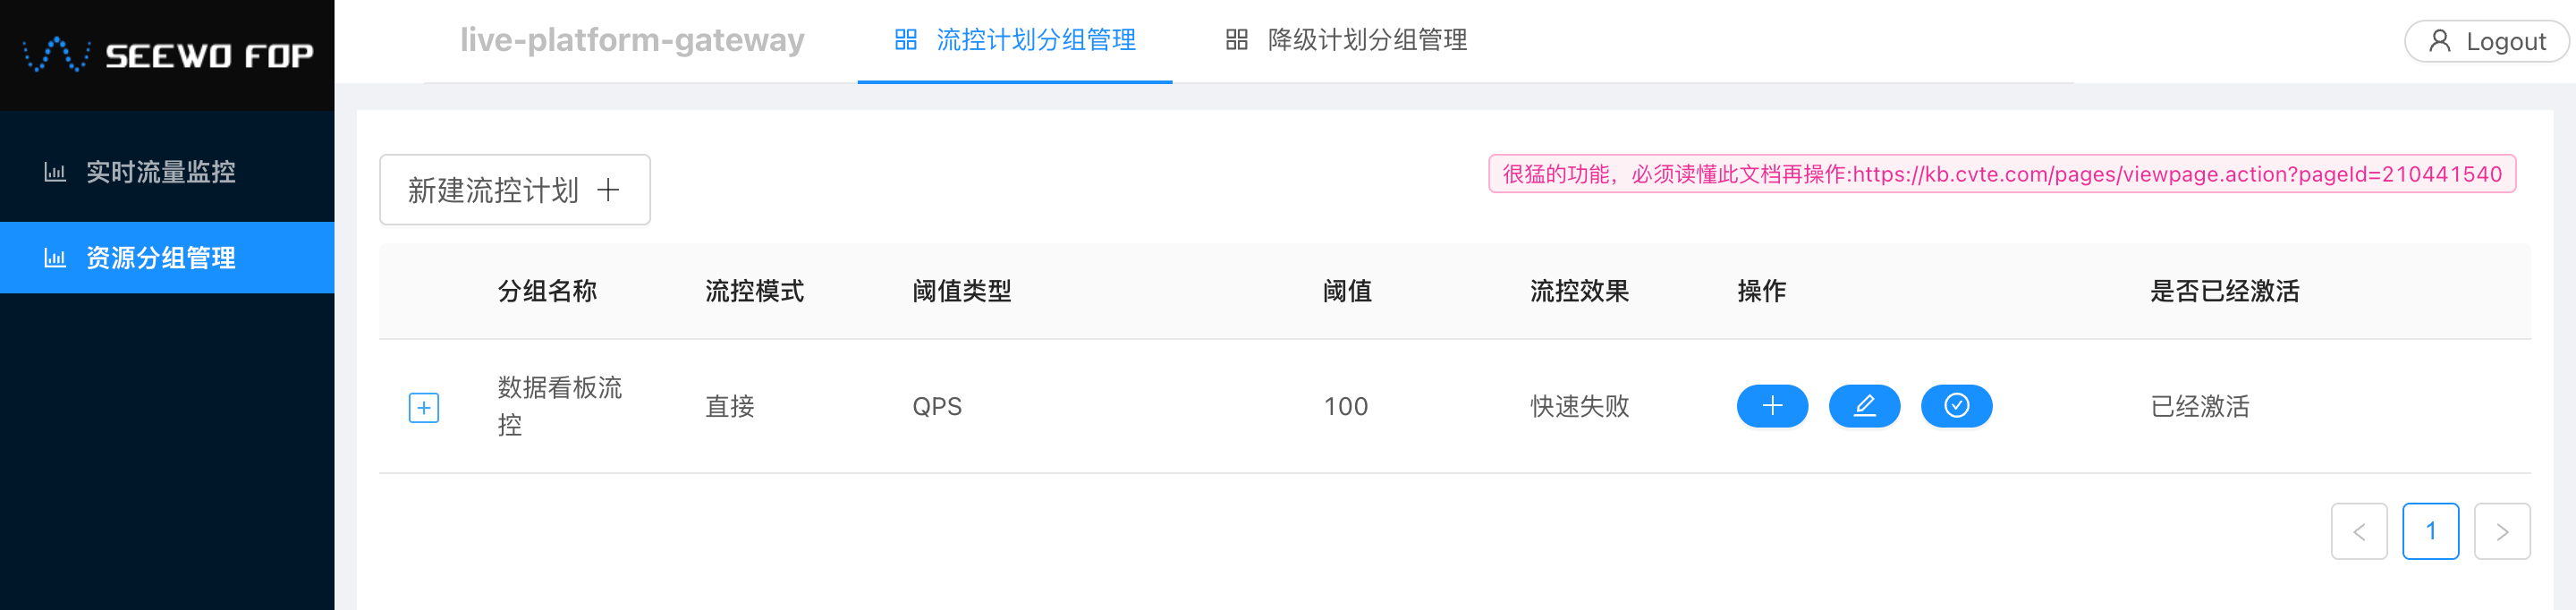 SEEWO FOP
live-platform-gateway
流控计划分组管理
降级计划分组管理
Logout
实时流量监控
资源分组管理
新建流控计划
很猛的功能，必须读懂此文档再操作:https://kb.cvte.com/pages/viewpage.action?pageId=210441540
分组名称 流控模式 阈值类型 阈值 流控效果 操作 是否已经激活
数据看板流
控
直接 QPS 100 快速失败 已经激活
1